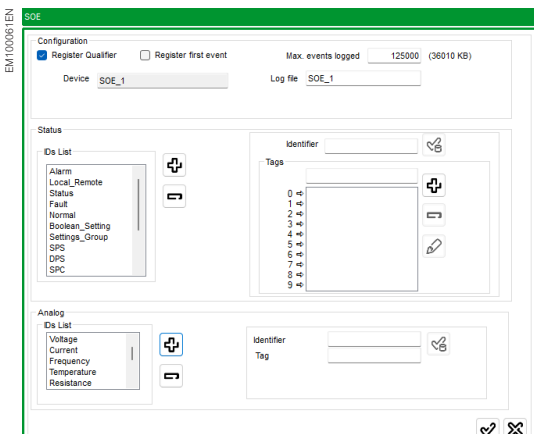 EM100061EN
SOE
Configuration
Register Qualifier Register first event Max. events logged 125000 (36010 KB)
Device SOE_1 Log file SOE_1
Status
IDs List
Alarm
Local_Remote
Status
Fault
Normal
Boolean_Setting
Settings_Group
SPS
DPS
SPC
Identifier
Tags
0
1
2
3
4
5
6
7
8
9
Analog
IDs List
Voltage
Current
Frequency
Temperature
Resistance
Identifier
Tag